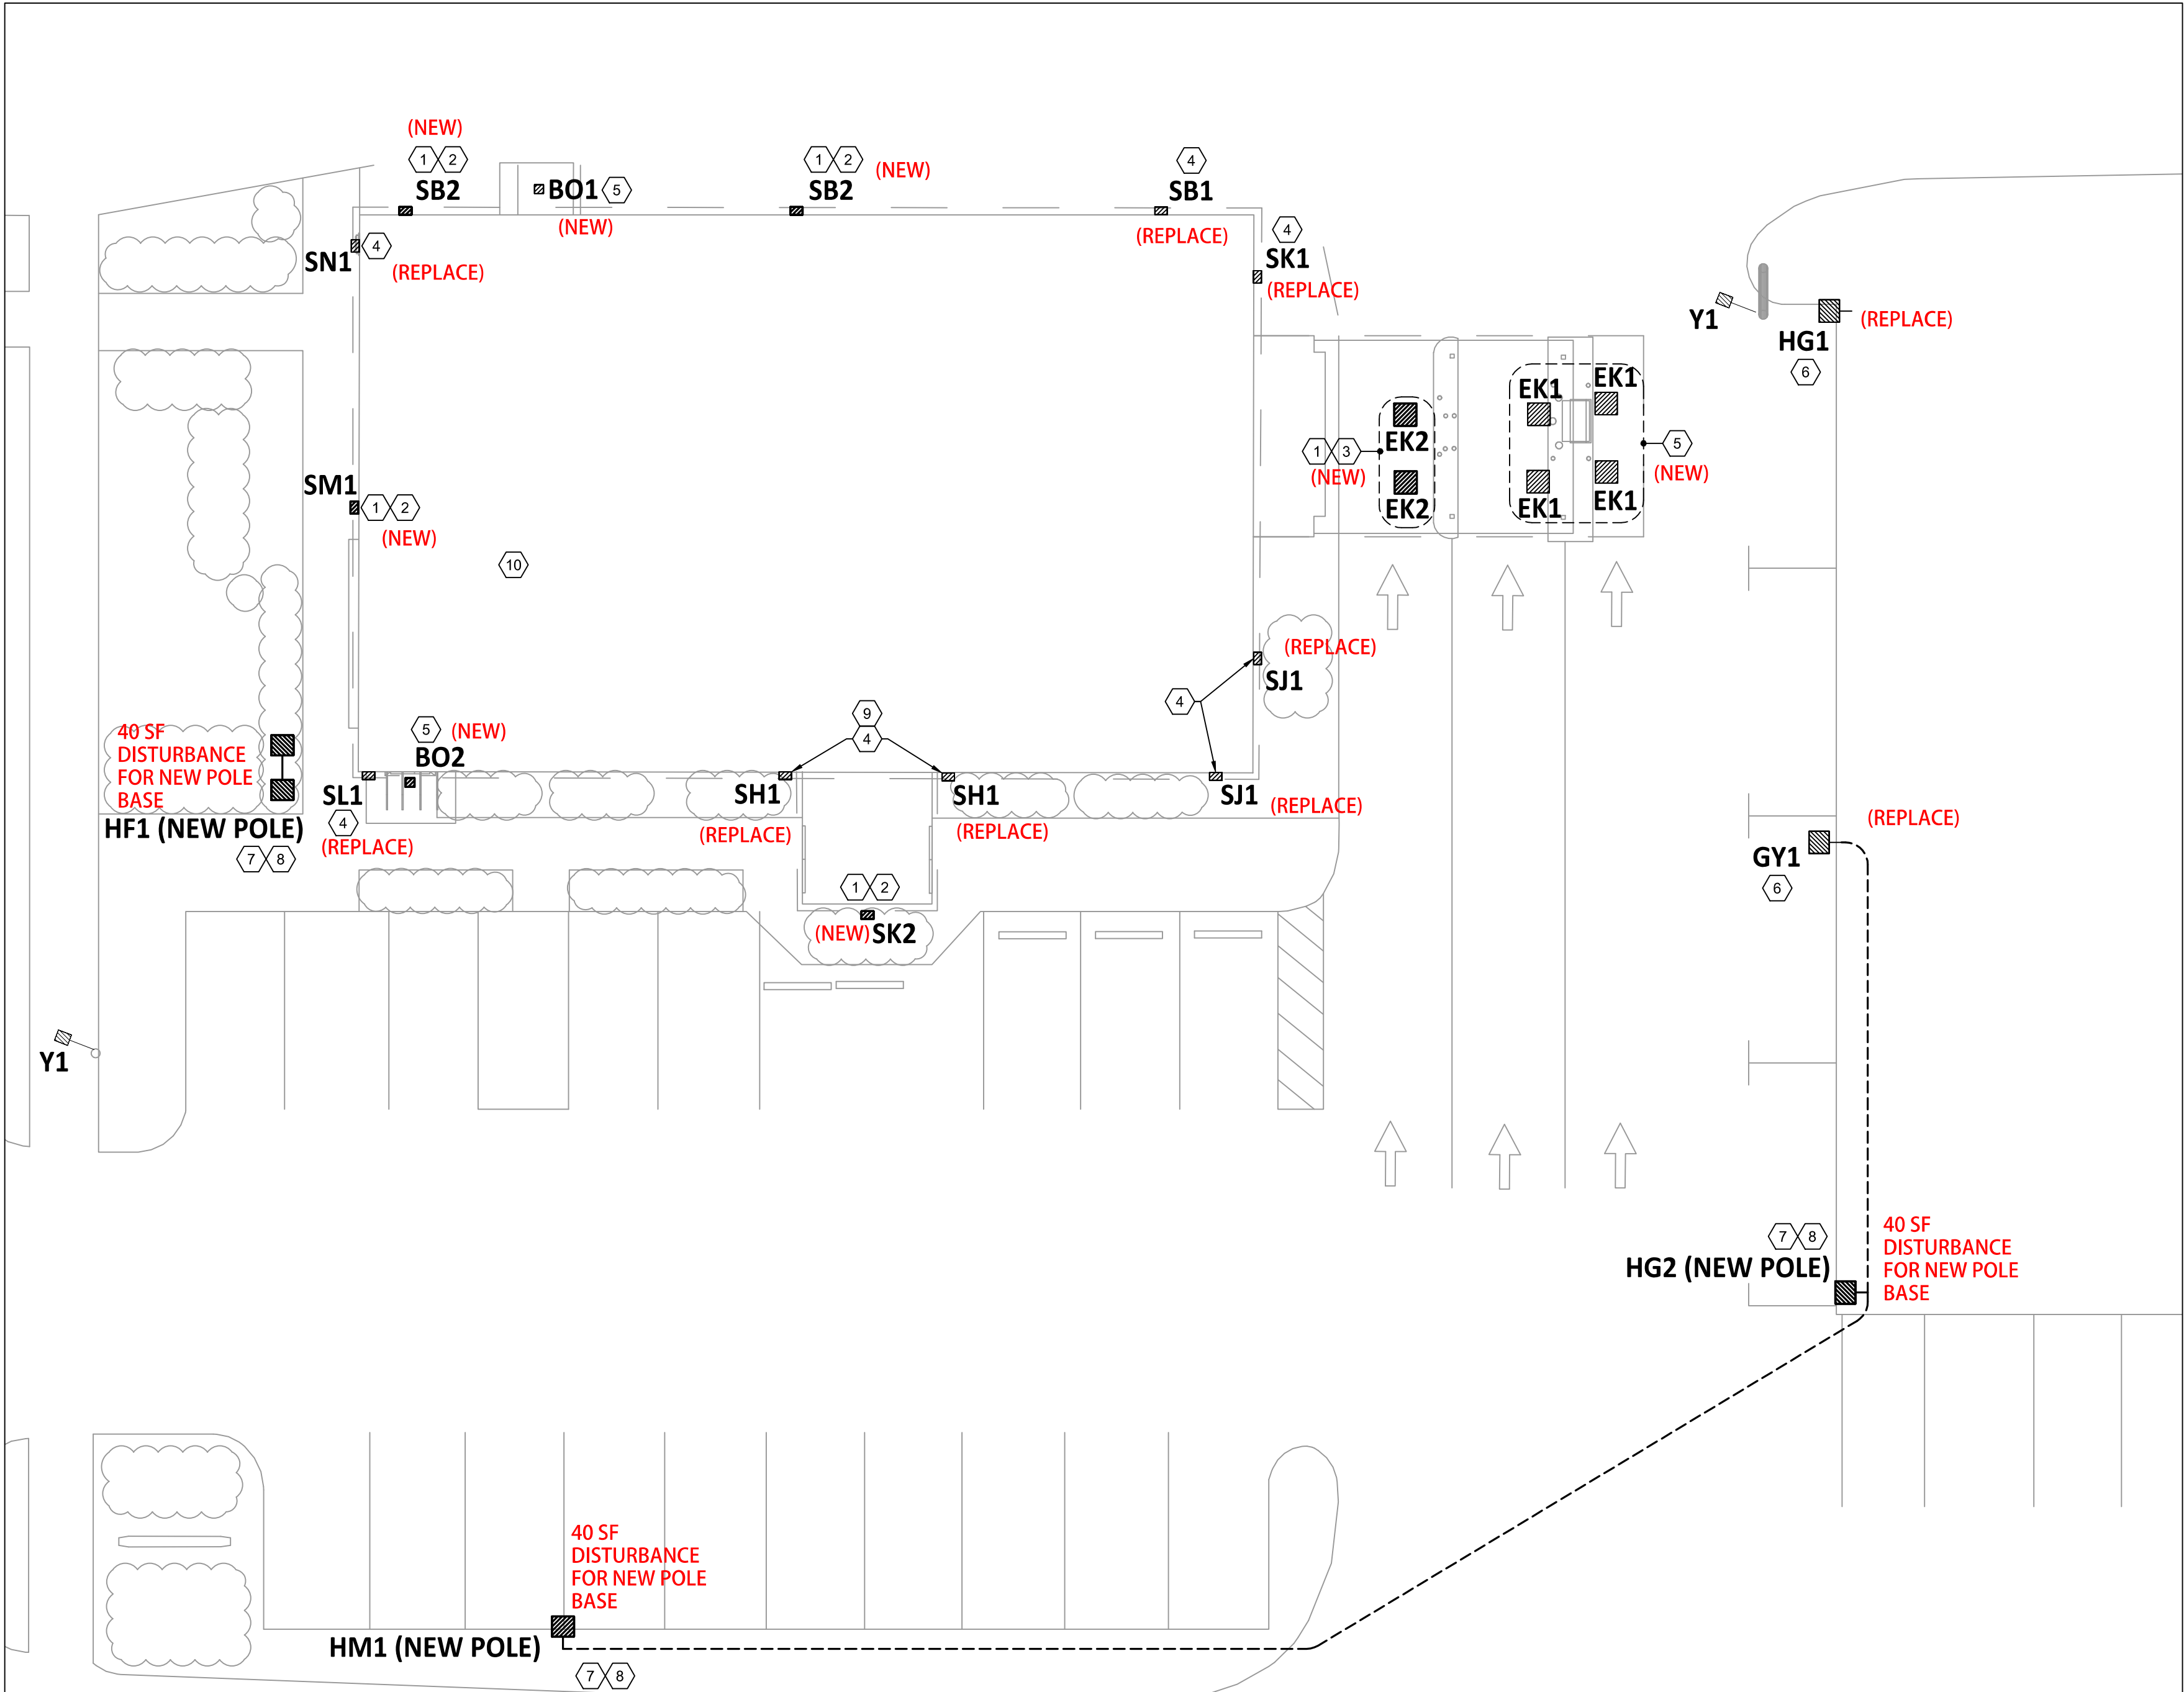 (NEW)
1 2
SB2
BO1 5
(NEW)
1 2
(NEW)
SB2
4
SB1
(REPLACE)
4
SK1
(REPLACE)
4
SN1
(REPLACE)
Y1
HG1
(REPLACE)
6
EK1
EK1
EK1
EK1
5
(NEW)
EK2
EK2
1 3
(NEW)
SM1
1 2
(NEW)
10
(REPLACE)
SJ1
4
9
4
40 SF
DISTURBANCE
FOR NEW POLE
BASE
HF1 (NEW POLE)
7 8
5 (NEW)
BO2
SL1
4
(REPLACE)
SH1
(REPLACE)
SH1
(REPLACE)
SJ1
(REPLACE)
1 2
(NEW) SK2
(REPLACE)
GY1
6
Y1
7 8
HG2 (NEW POLE)
40 SF
DISTURBANCE
FOR NEW POLE
BASE
40 SF
DISTURBANCE
FOR NEW POLE
BASE
HM1 (NEW POLE)
7 8